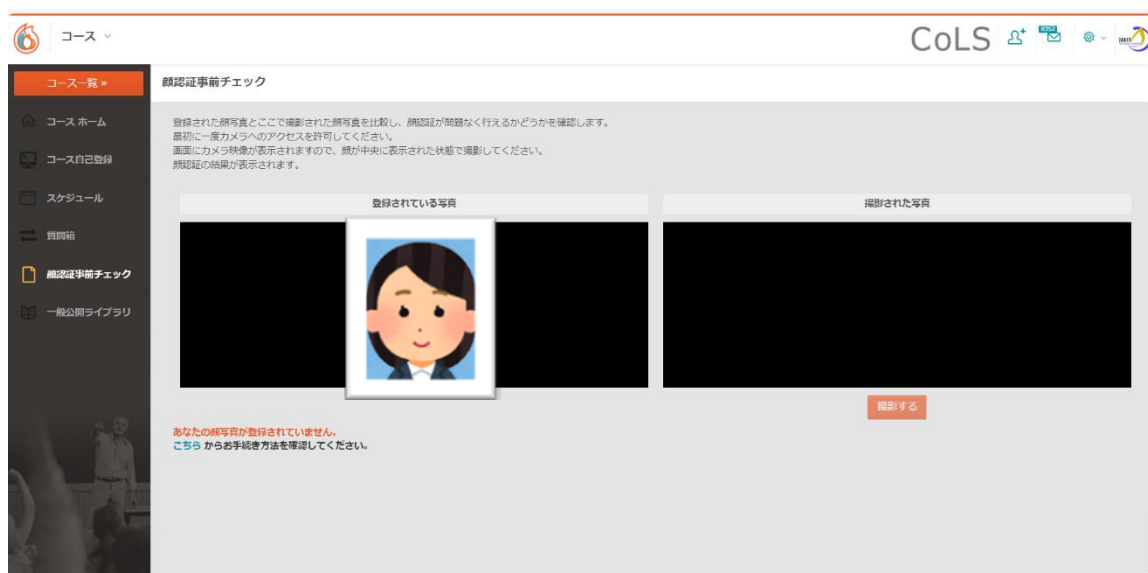 コース
CoLS
コース一覧 »
顔認証事前チェック
コース ホーム
コース自己登録
スケジュール
質問箱
顔認証事前チェック
一般公開ライブラリ
登録された顔写真とここで撮影された顔写真を比較し、顔認証が問題なく行えるかどうかを確認します。
最初に一度カメラへのアクセスを許可してください。
画面にカメラ映像が表示されますので、顔が中央に表示された状態で撮影してください。
顔認証の結果が表示されます。
登録されている写真
撮影された写真
撮影する
あなたの顔写真が登録されていません。
こちら からお手続き方法を確認してください。